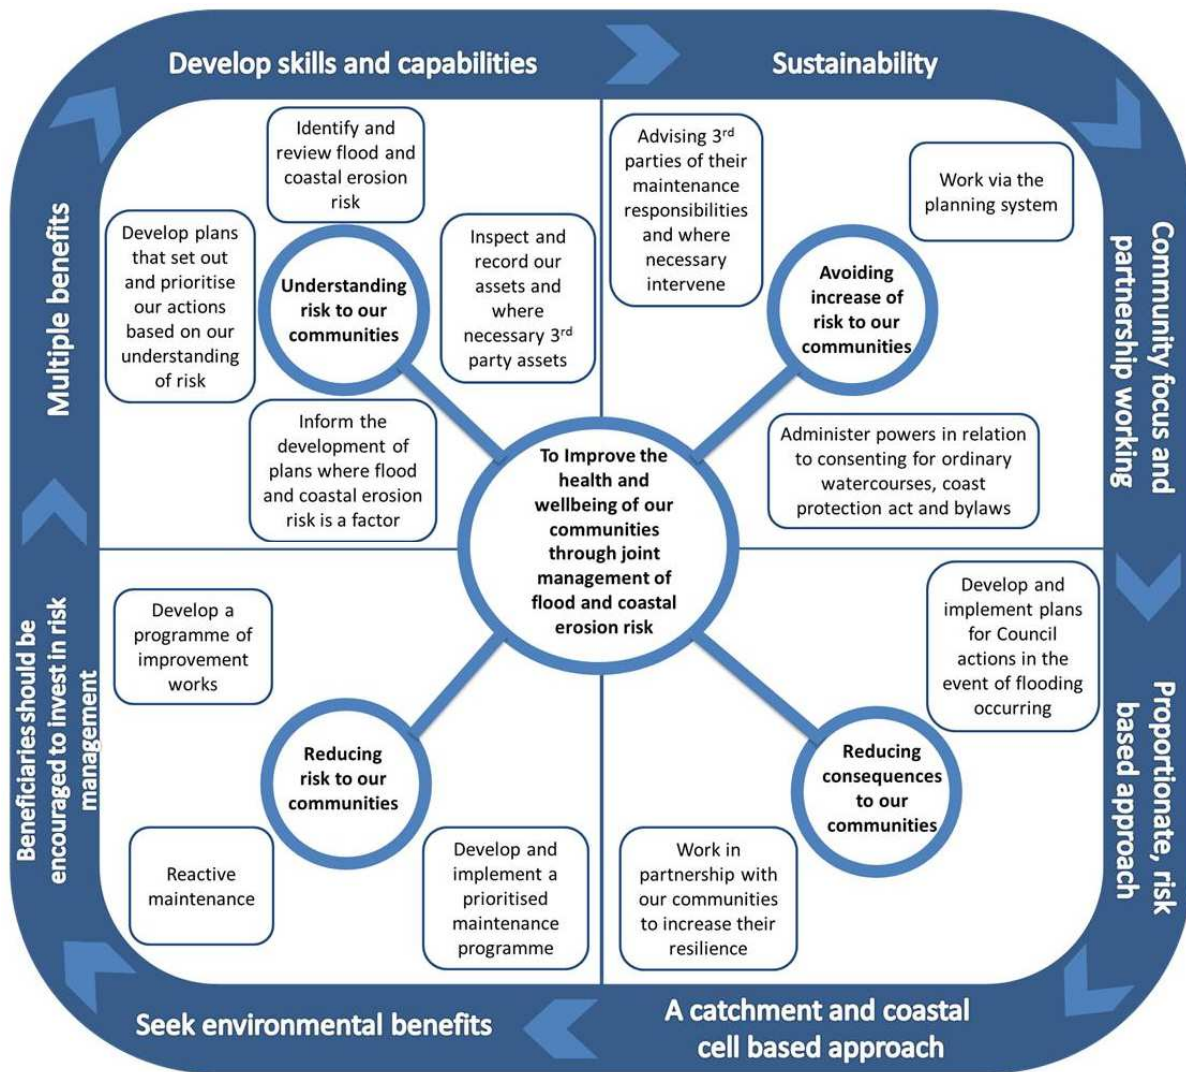 Develop skills and capabilities
Sustainability
Community focus and
partnership working
Proportionate, risk
based approach
A catchment and coastal
cell based approach
Seek environmental benefits
Beneficiaries should be
encouraged to invest in risk
management
Multiple benefits
Identify and
review flood and
coastal erosion
risk
Develop plans
that set out
and prioritise
our actions
based on our
understanding
of risk
Understanding
risk to our
communities
Inspect and
record our
assets and
where
necessary 3rd
party assets
Inform the
development of
plans where flood
and coastal erosion
risk is a factor
Advising 3rd
parties of their
maintenance
responsibilities
and where
necessary
intervene
Work via the
planning system
Avoiding
increase of
risk to our
communities
Administer powers in relation
to consenting for ordinary
watercourses, coast
protection act and bylaws
To Improve the
health and
wellbeing of our
communities
through joint
management of
flood and coastal
erosion risk
Develop a
programme of
improvement
works
Reducing
risk to our
communities
Reactive
maintenance
Develop and
implement a
prioritised
maintenance
programme
Develop and
implement plans
for Council
actions in the
event of flooding
occurring
Reducing
consequences
to our
communities
Work in
partnership with
our communities
to increase their
resilience